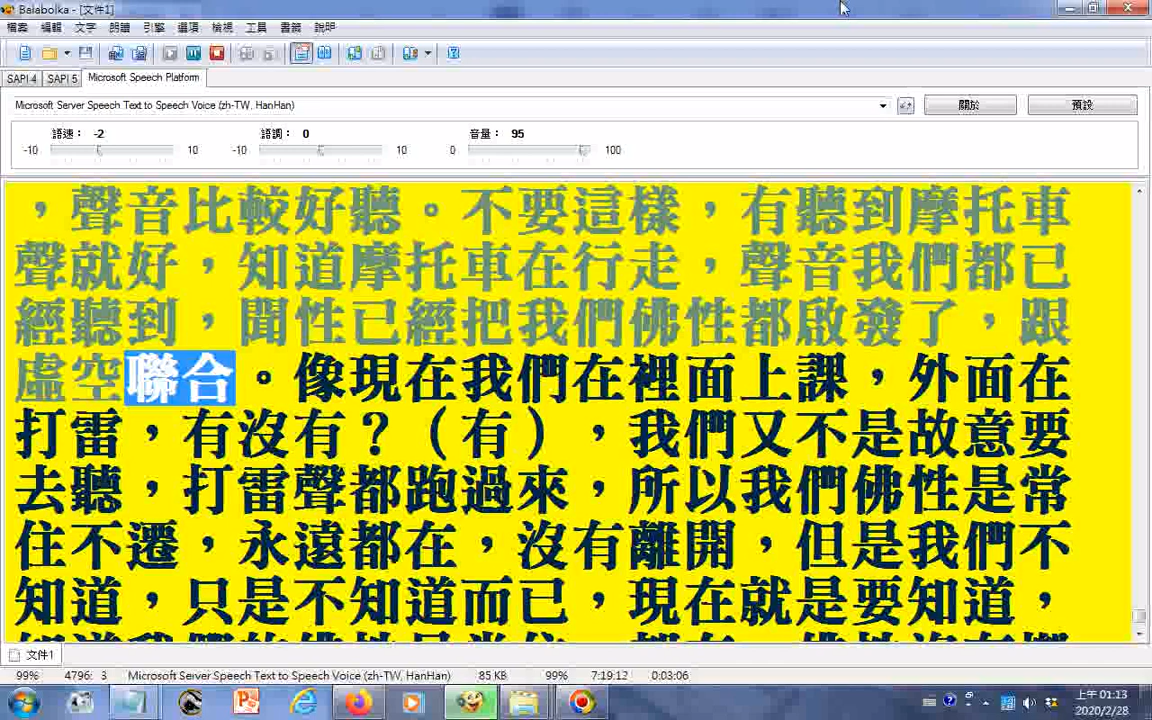 Balabolka - [文件1]
檔案 編輯 文字 朗讀 引擎 選項 檢視 工具 書籤 說明
SAPI 4 SAPI 5 Microsoft Speech Platform
Microsoft Server Speech Text to Speech Voice (zh-TW, HanHan) 關於 預設
語速： -2 語調： 0 音量： 95
-10 10 -10 10 0 100
，聲音比較好聽。不要這樣，有聽到摩托車
聲就好，知道摩托車在行走，聲音我們都已
經聽到，聞性已經把我們佛性都啟發了，跟
虛空聯合。像現在我們在裡面上課，外面在
打雷，有沒有？（有），我們又不是故意要
去聽，打雷聲都跑過來，所以我們佛性是常
住不遷，永遠都在，沒有離開，但是我們不
知道，只是不知道而已，現在就是要知道，
文件1
99% 4796: 3 Microsoft Server Speech Text to Speech Voice (zh-TW, HanHan) 85 KB 99% 7:19:12 0:03:06
上午 01:13
2020/2/28